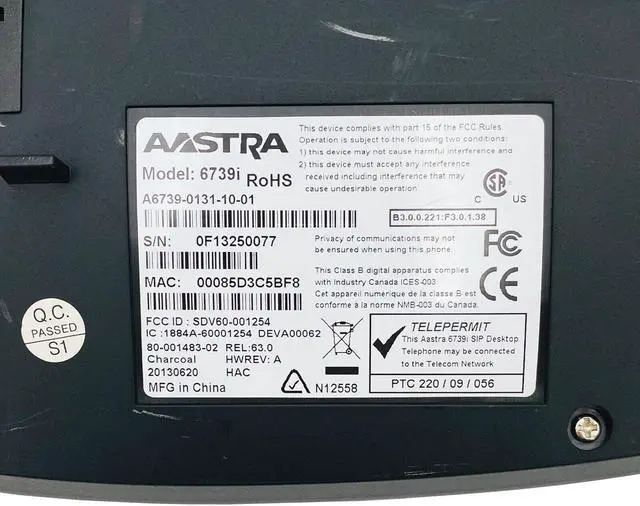 AASTRA
Model: 6739i RoHS
A6739-0131-10-01
This device complies with part 15 of the FCC Rules.
Operation is subject to the following two conditions:
1) this device may not cause harmful interference and
2) this device must accept any interference
received including interference that may
cause undesirable operation.
SA
C US
B3.0.0.221:F3.0.1.38
S/N: 0F13250077
Privacy of communications may not
be ensured when using this phone.
FC
MAC: 00085D3C5BF8
This Class B digital apparatus complies
with Industry Canada ICES-003
Cet appareil numerique de la classe B est
conforme a la norme NMB-003 du Canada.
CE
FCC ID : SDV60-001254
IC :1884A-60001254 DEVA00062
80-001483-02 REL:63.0
Charcoal HWREV: A
20130620 HAC
MFG in China
N12558
TELEPERMIT
This Aastra 6739i SIP Desktop
Telephone may be connected
to the Telecom Network
PTC 220 / 09 / 056
Q.C.
PASSED
S1